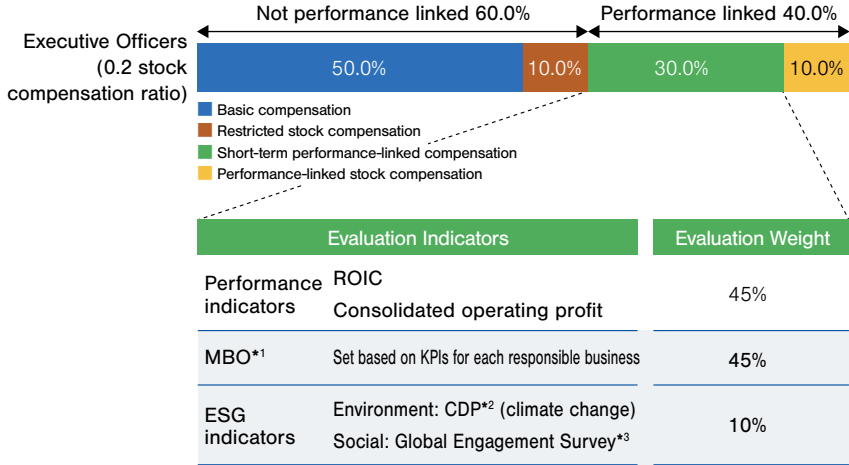 Not performance linked 60.0%
Performance linked 40.0%
Executive Officers
(0.2 stock
compensation ratio)
50.0%
10.0%
30.0%
10.0%
Basic compensation
Restricted stock compensation
Short-term performance-linked compensation
Performance-linked stock compensation
Evaluation Indicators
Evaluation Weight
Performance
indicators
ROIC
Consolidated operating profit
45%
MBO*1
Set based on KPIs for each responsible business
45%
ESG
indicators
Environment: CDP*2 (climate change)
Social: Global Engagement Survey*3
10%